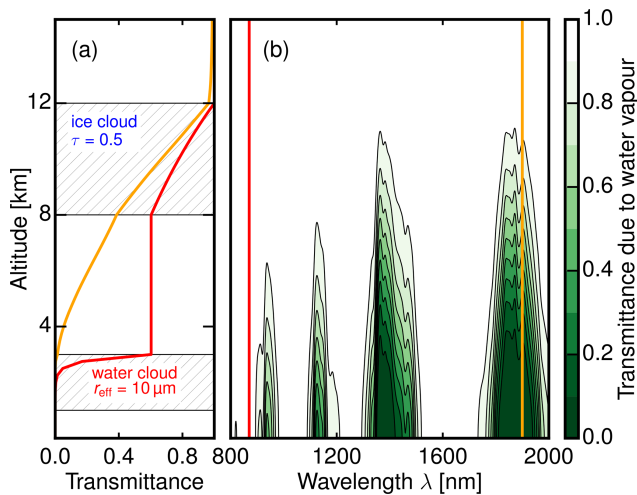 (a)
(b)
ice cloud
τ = 0.5
water cloud
r_eff = 10 µm
Altitude [km]
12
8
4
0.0 0.4 0.8
Transmittance
800 1200 1600 2000
Wavelength λ [nm]
1.0
0.8
0.6
0.4
0.2
0.0
Transmittance due to water vapour